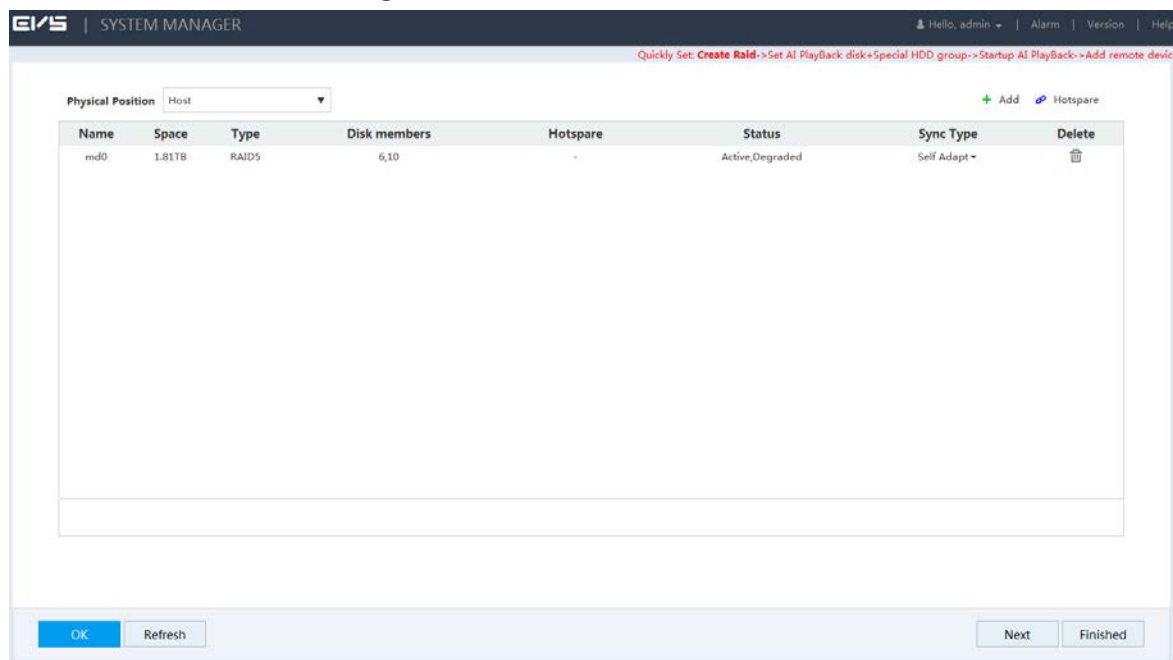 EVS | SYSTEM MANAGER Hello, admin | Alarm | Version | Help
Quickly Set: Create Raid->Set AI PlayBack disk+Special HDD group->Startup AI PlayBack->Add remote devic
Physical Position Host + Add Hotspare
Name Space Type Disk members Hotspare Status Sync Type Delete
md0 1.81TB RAID5 6,10 - Active,Degraded Self Adapt
OK Refresh Next Finished